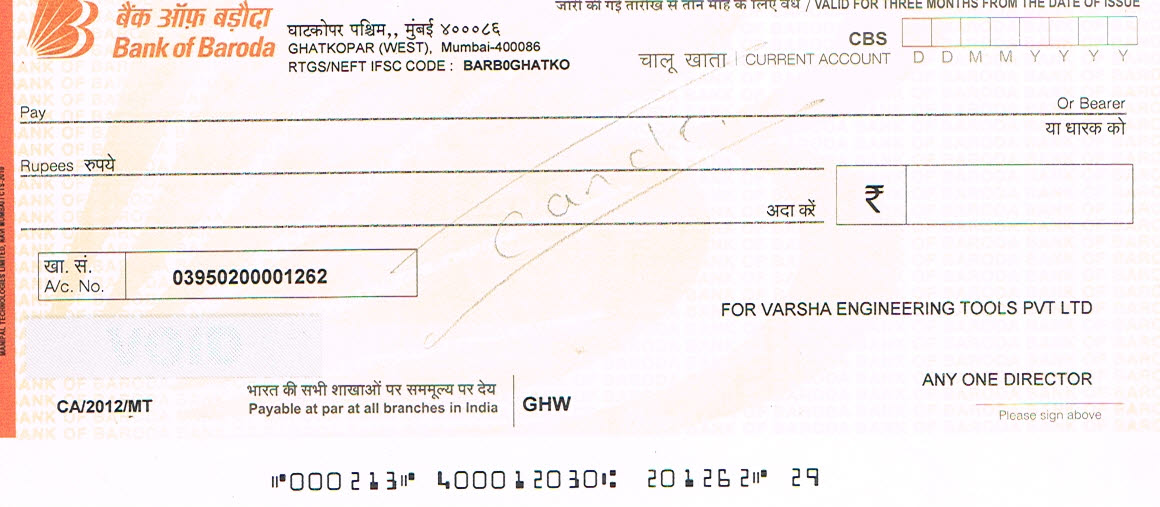 जारी की गई तारीख से तीन माह के लिए वैध / VALID FOR THREE MONTHS FROM THE DATE OF ISSUE
बैंक ऑफ़ बड़ौदा
Bank of Baroda
घाटकोपर पश्चिम,, मुंबई ४०००८६
GHATKOPAR (WEST), Mumbai-400086
RTGS/NEFT IFSC CODE : BARB0GHATKO
CBS
चालू खाता | CURRENT ACCOUNT
D D M M Y Y Y Y
Pay
Or Bearer
या धारक को
Cancle.
Rupees रुपये
अदा करें
₹
खा. सं.
A/c. No.
03950200001262
FOR VARSHA ENGINEERING TOOLS PVT LTD
VOID
ANY ONE DIRECTOR
Please sign above
CA/2012/MT
भारत की सभी शाखाओं पर सममूल्य पर देय
Payable at par at all branches in India
GHW
⑈000213⑈ 400012030⑆ 201262⑈ 29